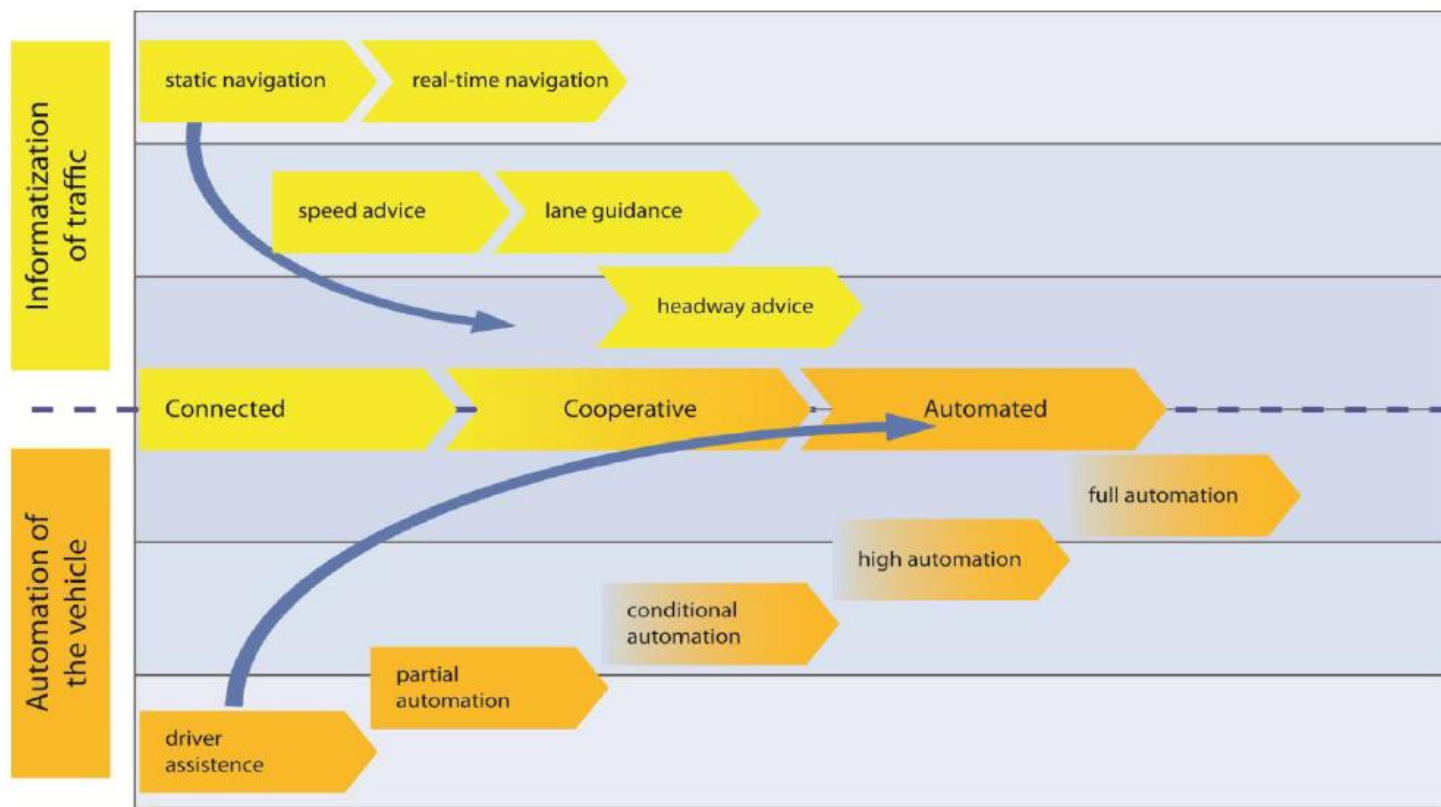 Informatization
of traffic
static navigation
real-time navigation
speed advice
lane guidance
headway advice
Connected
Cooperative
Automated
Automation of
the vehicle
full automation
high automation
conditional
automation
partial
automation
driver
assistence